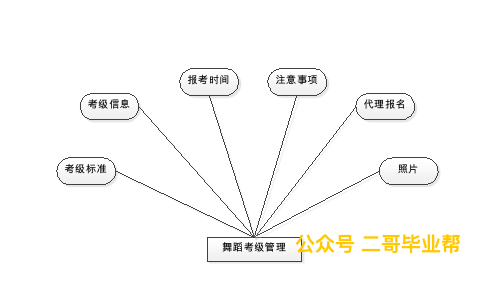 报考时间
注意事项
考级信息
代理报名
考级标准
照片
舞蹈考级管理
公众号 二哥毕业帮